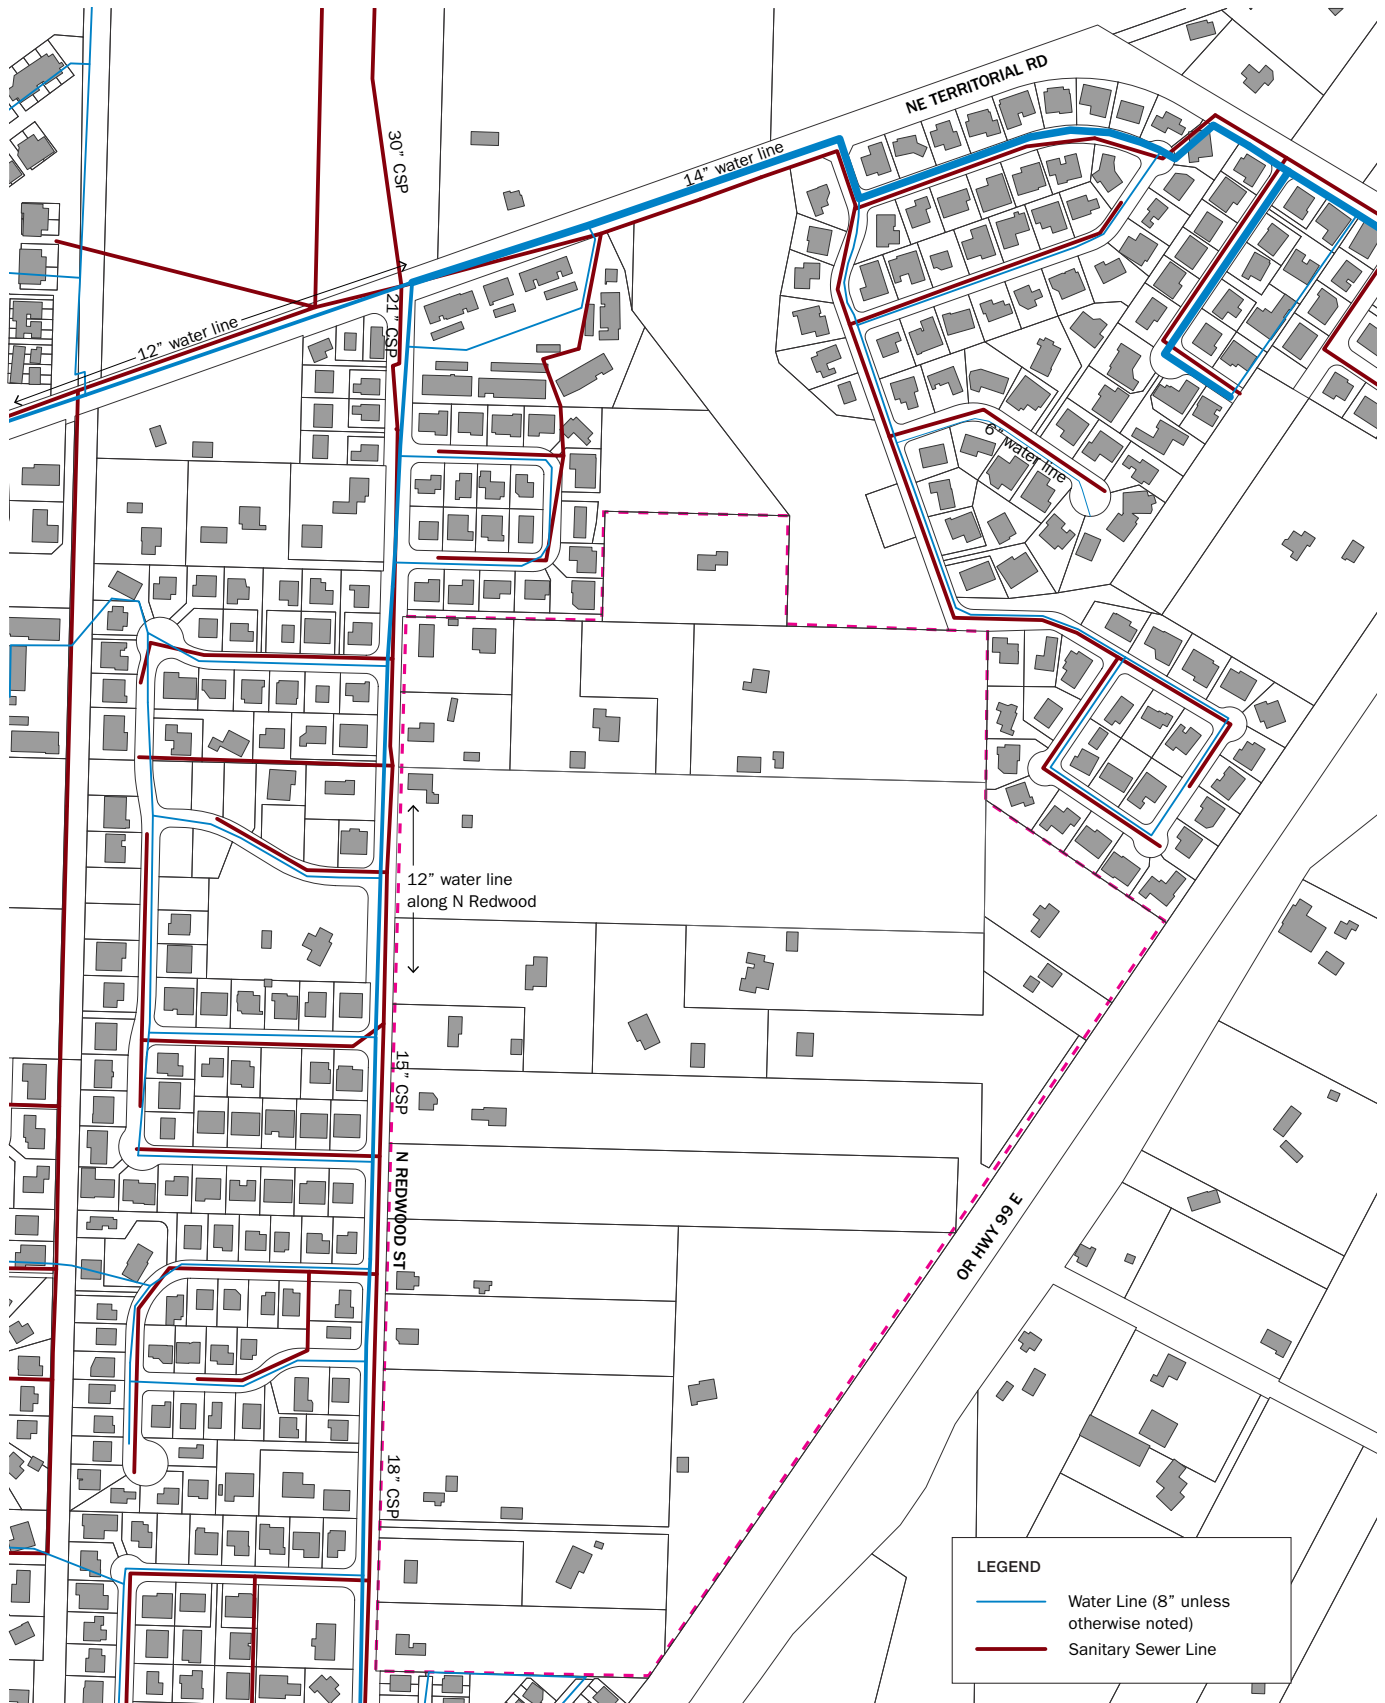 NE TERRITORIAL RD
30” CSP
14” water line
21” CSP
12” water line
6” water line
12” water line
along N Redwood
15” CSP
N REDWOOD ST
OR HWY 99 E
18” CSP
LEGEND
Water Line (8” unless
otherwise noted)
Sanitary Sewer Line